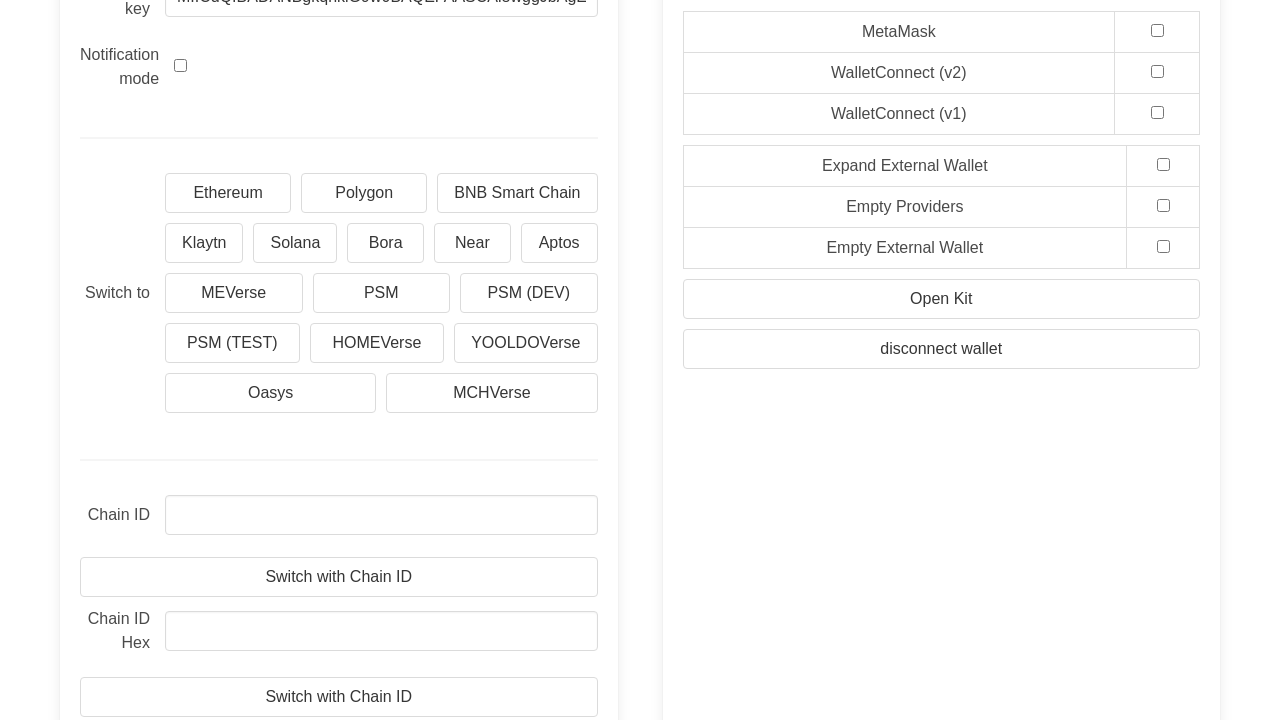 key
Notification
mode
Ethereum
Polygon
BNB Smart Chain
Klaytn
Solana
Bora
Near
Aptos
Switch to
MEVerse
PSM
PSM (DEV)
PSM (TEST)
HOMEVerse
YOOLDOVerse
Oasys
MCHVerse
Chain ID
Switch with Chain ID
Chain ID
Hex
Switch with Chain ID
MetaMask
WalletConnect (v2)
WalletConnect (v1)
Expand External Wallet
Empty Providers
Empty External Wallet
Open Kit
disconnect wallet